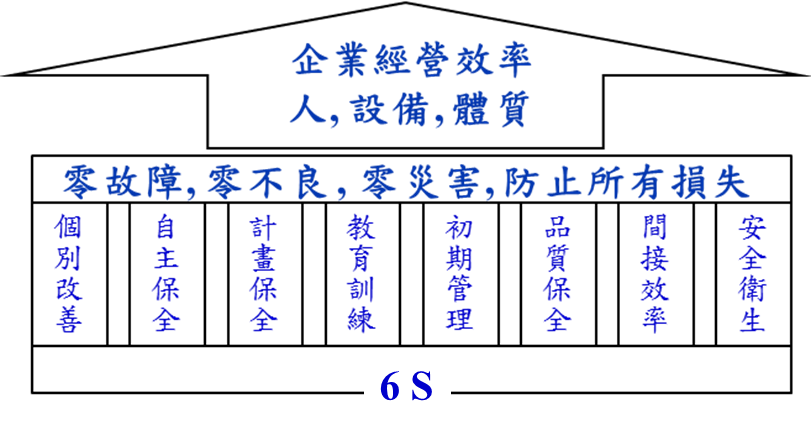 企業經營效率
人,設備,體質
零故障,零不良,零災害,防止所有損失
個別改善
自主保全
計畫保全
教育訓練
初期管理
品質保全
間接效率
安全衛生
6 S